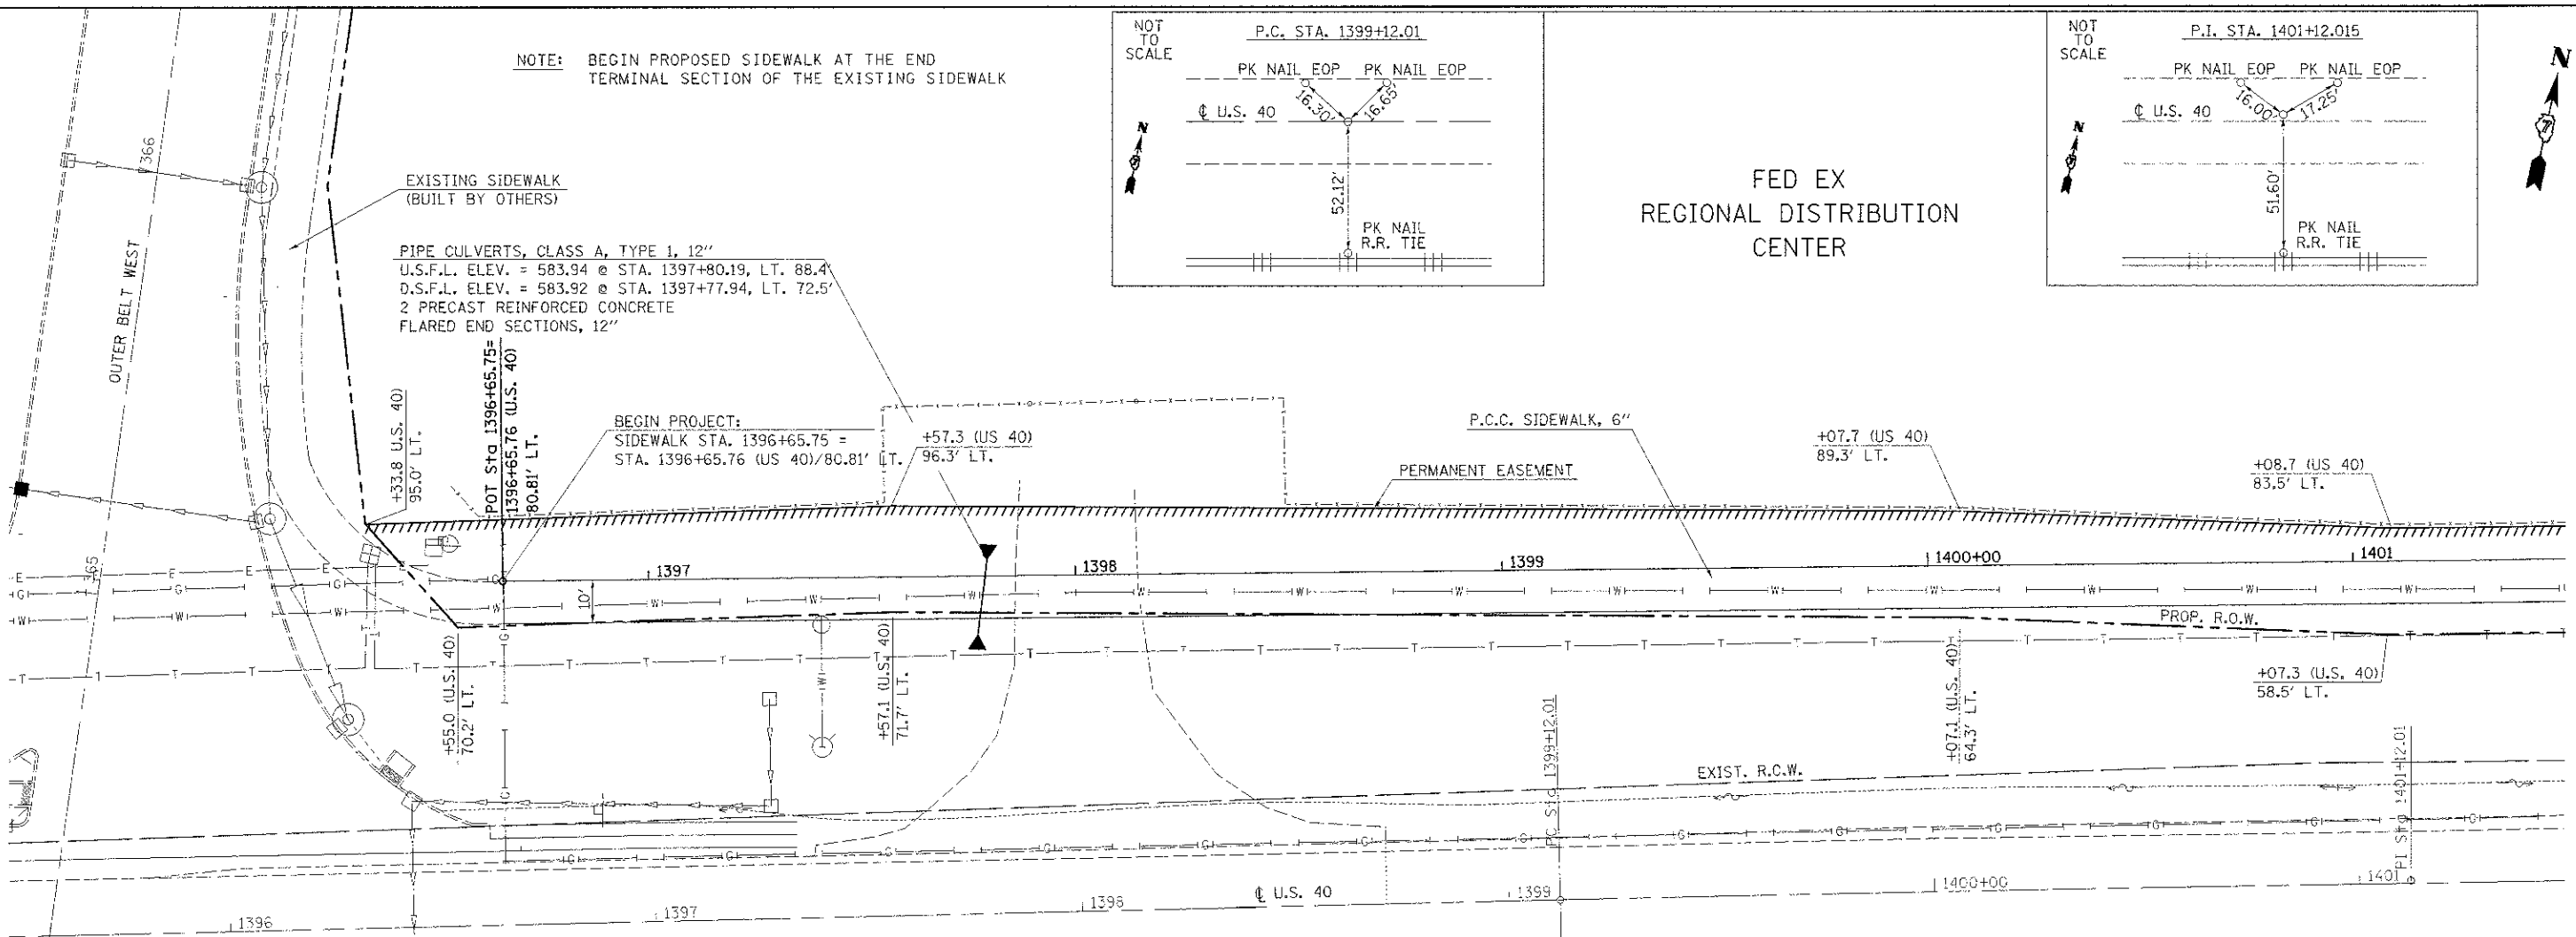 NOTE: BEGIN PROPOSED SIDEWALK AT THE END
TERMINAL SECTION OF THE EXISTING SIDEWALK
NOT
TO
SCALE
P.C. STA. 1399+12.01
PK NAIL EOP PK NAIL EOP
16.30' 16.65'
℄ U.S. 40
N
52.12'
PK NAIL
R.R. TIE
FED EX
REGIONAL DISTRIBUTION
CENTER
NOT
TO
SCALE
P.I. STA. 1401+12.015
PK NAIL EOP PK NAIL EOP
16.00' 17.25'
℄ U.S. 40
N
51.60'
PK NAIL
R.R. TIE
N
366
OUTER BELT WEST
EXISTING SIDEWALK
(BUILT BY OTHERS)
PIPE CULVERTS, CLASS A, TYPE 1, 12"
U.S.F.L. ELEV. = 583.94 @ STA. 1397+80.19, LT. 88.4'
D.S.F.L. ELEV. = 583.92 @ STA. 1397+77.94, LT. 72.5'
2 PRECAST REINFORCED CONCRETE
FLARED END SECTIONS, 12"
+33.8 U.S. 40)
95.0' LT.
POT Sta 1396+65.75=
1396+65.76 (U.S. 40)
80.81' LT.
BEGIN PROJECT:
SIDEWALK STA. 1396+65.75 =
STA. 1396+65.76 (US 40)/80.81' LT.
+57.3 (US 40)
96.3' LT.
P.C.C. SIDEWALK, 6"
PERMANENT EASEMENT
+07.7 (US 40)
89.3' LT.
+08.7 (US 40)
83.5' LT.
1397
1398
1399
1400+00
1401
10'
PROP. R.O.W.
+55.0 (U.S. 40)
70.2' LT.
+57.1 (U.S. 40)
71.7' LT.
+07.1 (U.S. 40)
64.3' LT.
+07.3 (U.S. 40)
58.5' LT.
PC Sta 1399+12.01
EXIST. R.O.W.
PI Sta 1401+12.01
1396
1397
1398
℄ U.S. 40
1399
1400+00
1401